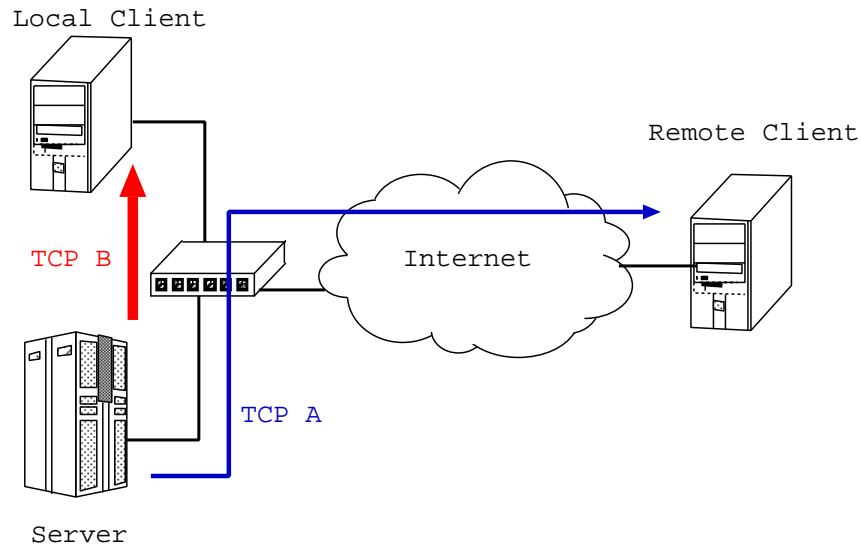 Local Client
Remote Client
TCP B
Internet
TCP A
Server